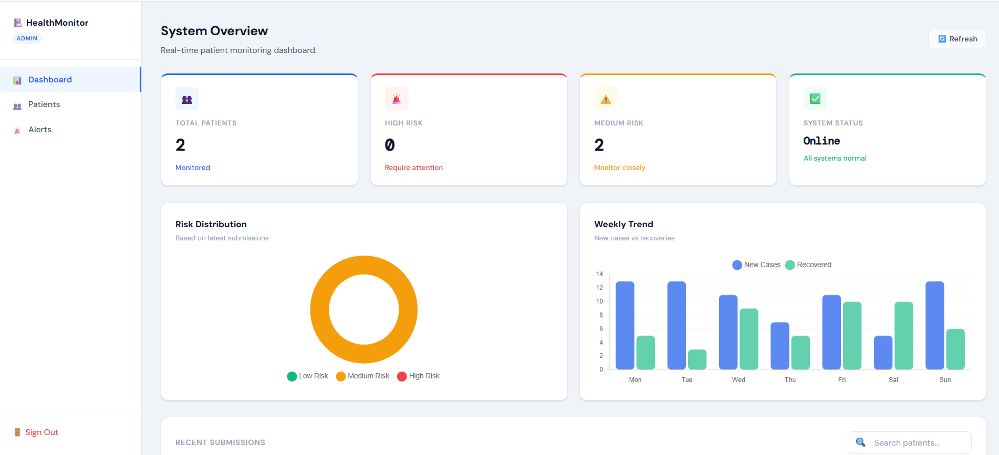 HealthMonitor
ADMIN
Dashboard
Patients
Alerts
Sign Out
System Overview
Real-time patient monitoring dashboard.
Refresh
TOTAL PATIENTS
2
Monitored
HIGH RISK
0
Require attention
MEDIUM RISK
2
Monitor closely
SYSTEM STATUS
Online
All systems normal
Risk Distribution
Based on latest submissions
Low Risk Medium Risk High Risk
Weekly Trend
New cases vs recoveries
New Cases Recovered
14
12
10
8
6
4
2
0
Mon Tue Wed Thu Fri Sat Sun
RECENT SUBMISSIONS
Search patients...